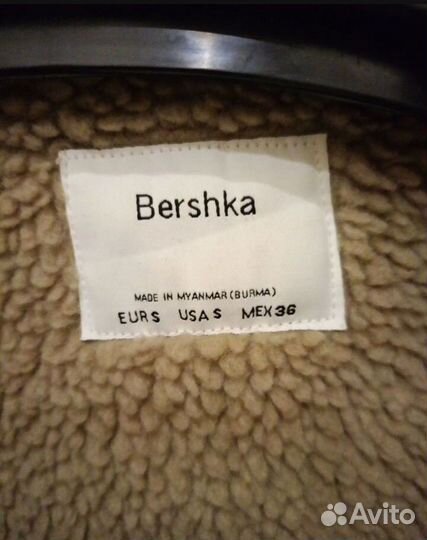 Bershka
MADE IN MYANMAR (BURMA)
EUR S USA S MEX 36
Avito